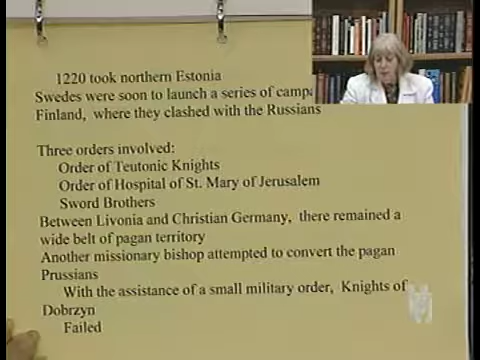 1220 took northern Estonia
Swedes were soon to launch a series of
Finland, where they clashed with the Russians
Three orders involved:
Order of Teutonic Knights
Order of Hospital of St. Mary of Jerusalem
Sword Brothers
Between Livonia and Christian Germany, there remained a
wide belt of pagan territory
Another missionary bishop attempted to convert the pagan
Prussians
With the assistance of a small military order, Knights of
Dobrzyn
Failed